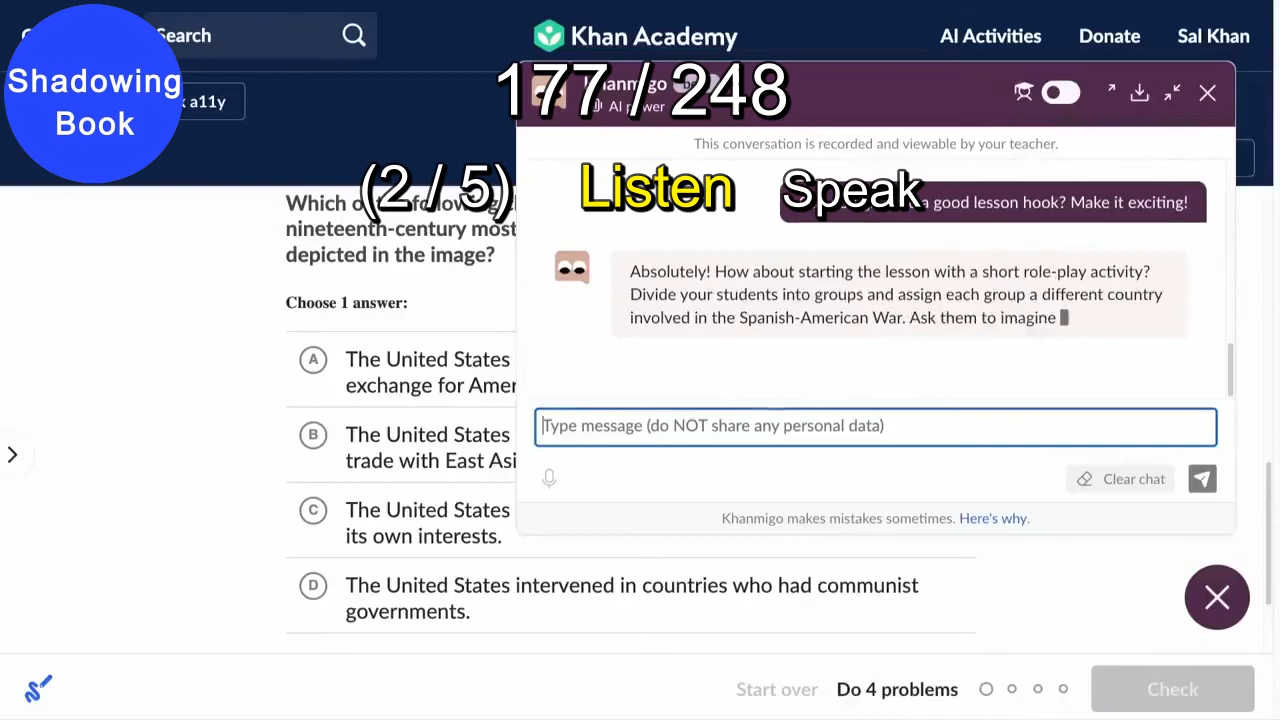 Search
Khan Academy
AI Activities
Donate
Sal Khan
Shadowing
Book
a11y
177 / 248
(2 / 5)
Listen
Speak
AI power
This conversation is recorded and viewable by your teacher.
a good lesson hook? Make it exciting!
Absolutely! How about starting the lesson with a short role-play activity?
Divide your students into groups and assign each group a different country
involved in the Spanish-American War. Ask them to imagine
Type message (do NOT share any personal data)
Clear chat
Khanmigo makes mistakes sometimes. Here's why.
Which
nineteenth-century most
depicted in the image?
Choose 1 answer:
A
The United States
exchange for Amer
B
The United States
trade with East Asi
C
The United States
its own interests.
D
The United States intervened in countries who had communist
governments.
Start over
Do 4 problems
Check